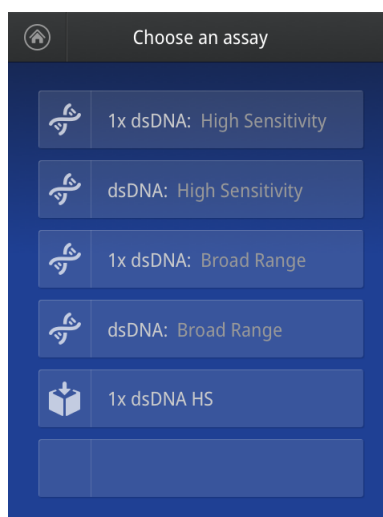 Choose an assay
1x dsDNA: High Sensitivity
dsDNA: High Sensitivity
1x dsDNA: Broad Range
dsDNA: Broad Range
1x dsDNA HS